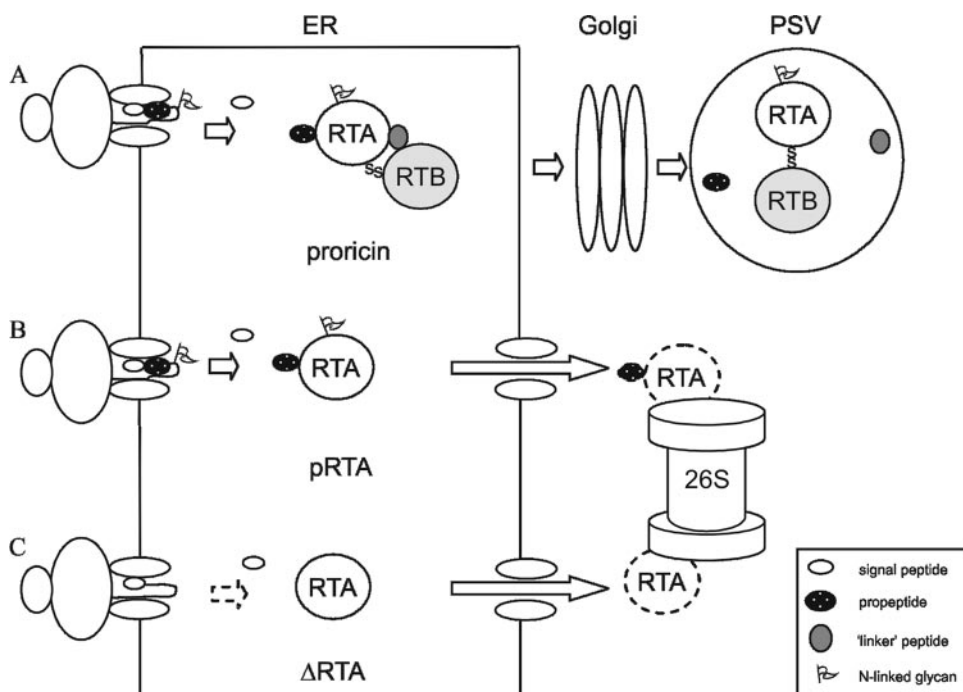 ER
Golgi
PSV
A
RTA
ss
RTB
proricin
RTA
ss
RTB
B
RTA
pRTA
RTA
26S
C
RTA
ΔRTA
RTA
signal peptide
propeptide
'linker' peptide
N-linked glycan